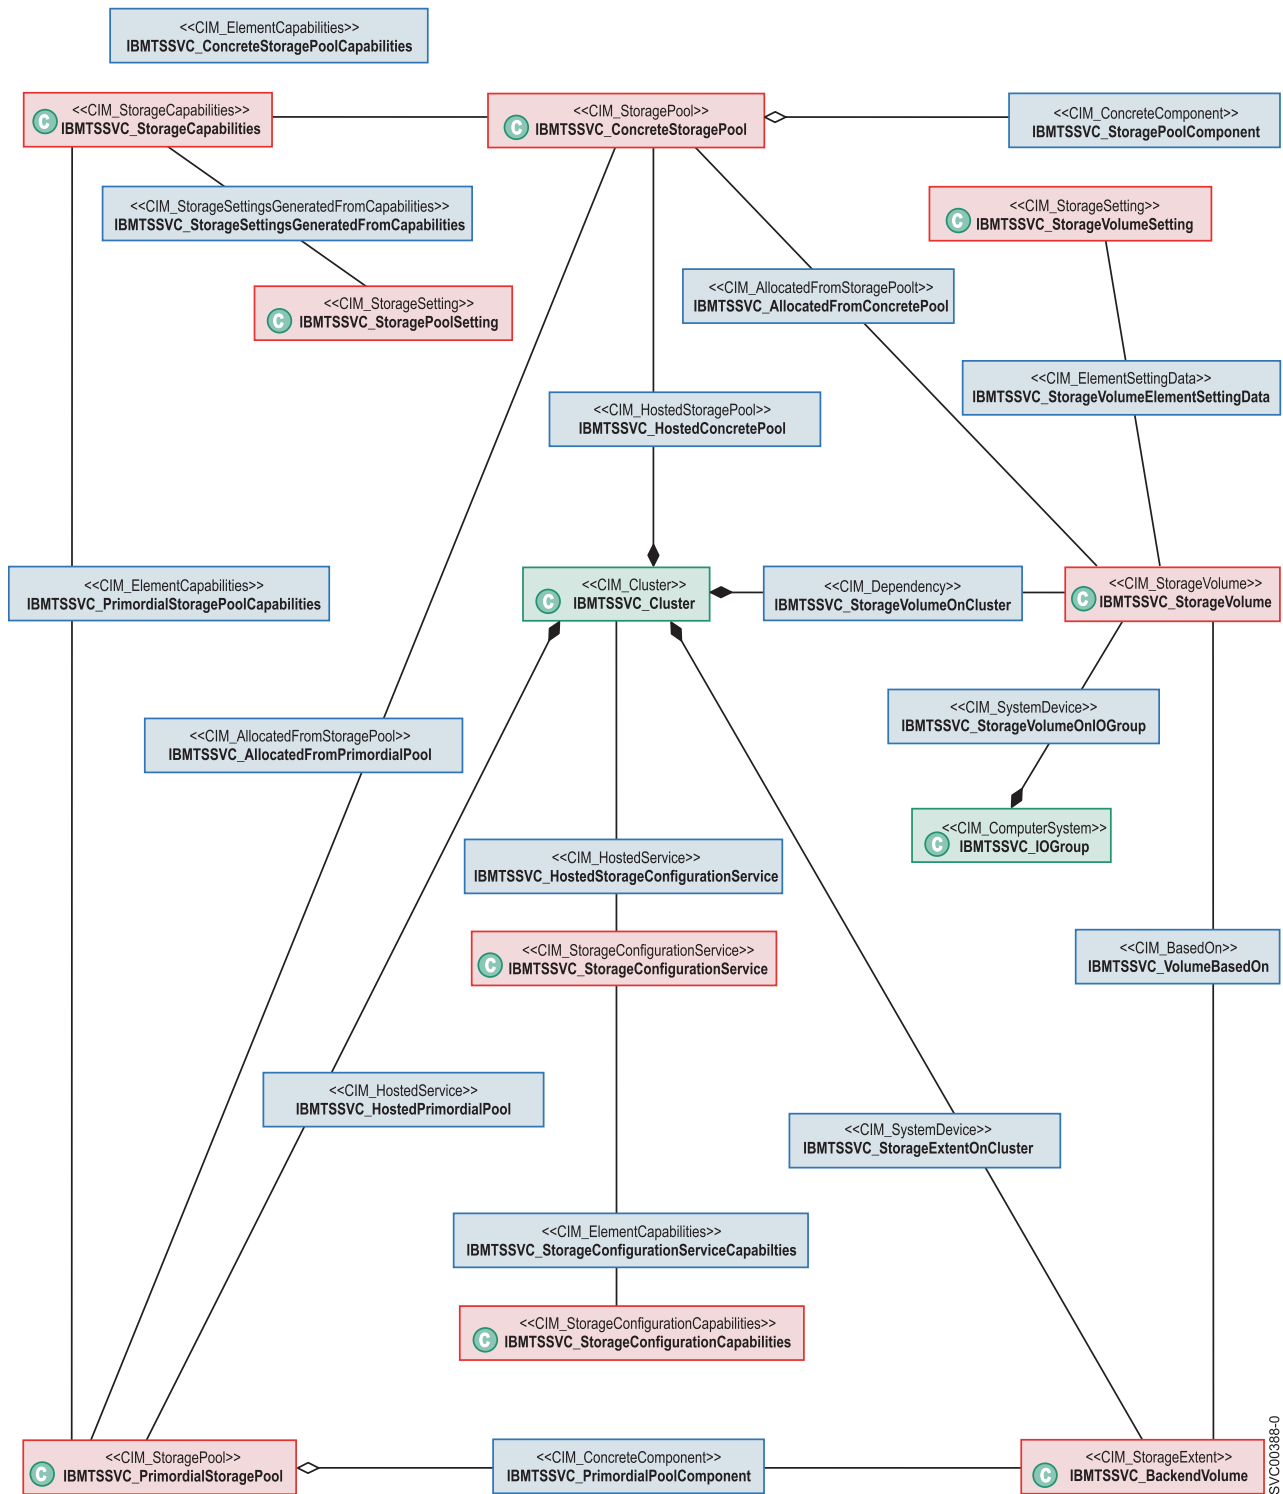 <<CIM_ElementCapabilities>>
IBMTSSVC_ConcreteStoragePoolCapabilities
<<CIM_StorageCapabilities>>
C
IBMTSSVC_StorageCapabilities
<<CIM_StoragePool>>
C
IBMTSSVC_ConcreteStoragePool
<<CIM_ConcreteComponent>>
IBMTSSVC_StoragePoolComponent
<<CIM_StorageSettingsGeneratedFromCapabilities>>
IBMTSSVC_StorageSettingsGeneratedFromCapabilities
<<CIM_StorageSetting>>
C
IBMTSSVC_StorageVolumeSetting
<<CIM_StorageSetting>>
C
IBMTSSVC_StoragePoolSetting
<<CIM_AllocatedFromStoragePoolt>>
IBMTSSVC_AllocatedFromConcretePool
<<CIM_ElementSettingData>>
IBMTSSVC_StorageVolumeElementSettingData
<<CIM_HostedStoragePool>>
IBMTSSVC_HostedConcretePool
<<CIM_ElementCapabilities>>
IBMTSSVC_PrimordialStoragePoolCapabilities
<<CIM_Cluster>>
C
IBMTSSVC_Cluster
<<CIM_Dependency>>
IBMTSSVC_StorageVolumeOnCluster
<<CIM_StorageVolume>>
C
IBMTSSVC_StorageVolume
<<CIM_SystemDevice>>
IBMTSSVC_StorageVolumeOnIOGroup
<<CIM_AllocatedFromStoragePool>>
IBMTSSVC_AllocatedFromPrimordialPool
<<CIM_ComputerSystem>>
C
IBMTSSVC_IOGroup
<<CIM_HostedService>>
IBMTSSVC_HostedStorageConfigurationService
<<CIM_StorageConfigurationService>>
C
IBMTSSVC_StorageConfigurationService
<<CIM_BasedOn>>
IBMTSSVC_VolumeBasedOn
<<CIM_HostedService>>
IBMTSSVC_HostedPrimordialPool
<<CIM_SystemDevice>>
IBMTSSVC_StorageExtentOnCluster
<<CIM_ElementCapabilities>>
IBMTSSVC_StorageConfigurationServiceCapabilties
<<CIM_StorageConfigurationCapabilities>>
C
IBMTSSVC_StorageConfigurationCapabilities
<<CIM_StoragePool>>
C
IBMTSSVC_PrimordialStoragePool
<<CIM_ConcreteComponent>>
IBMTSSVC_PrimordialPoolComponent
<<CIM_StorageExtent>>
C
IBMTSSVC_BackendVolume
SVC00388-0